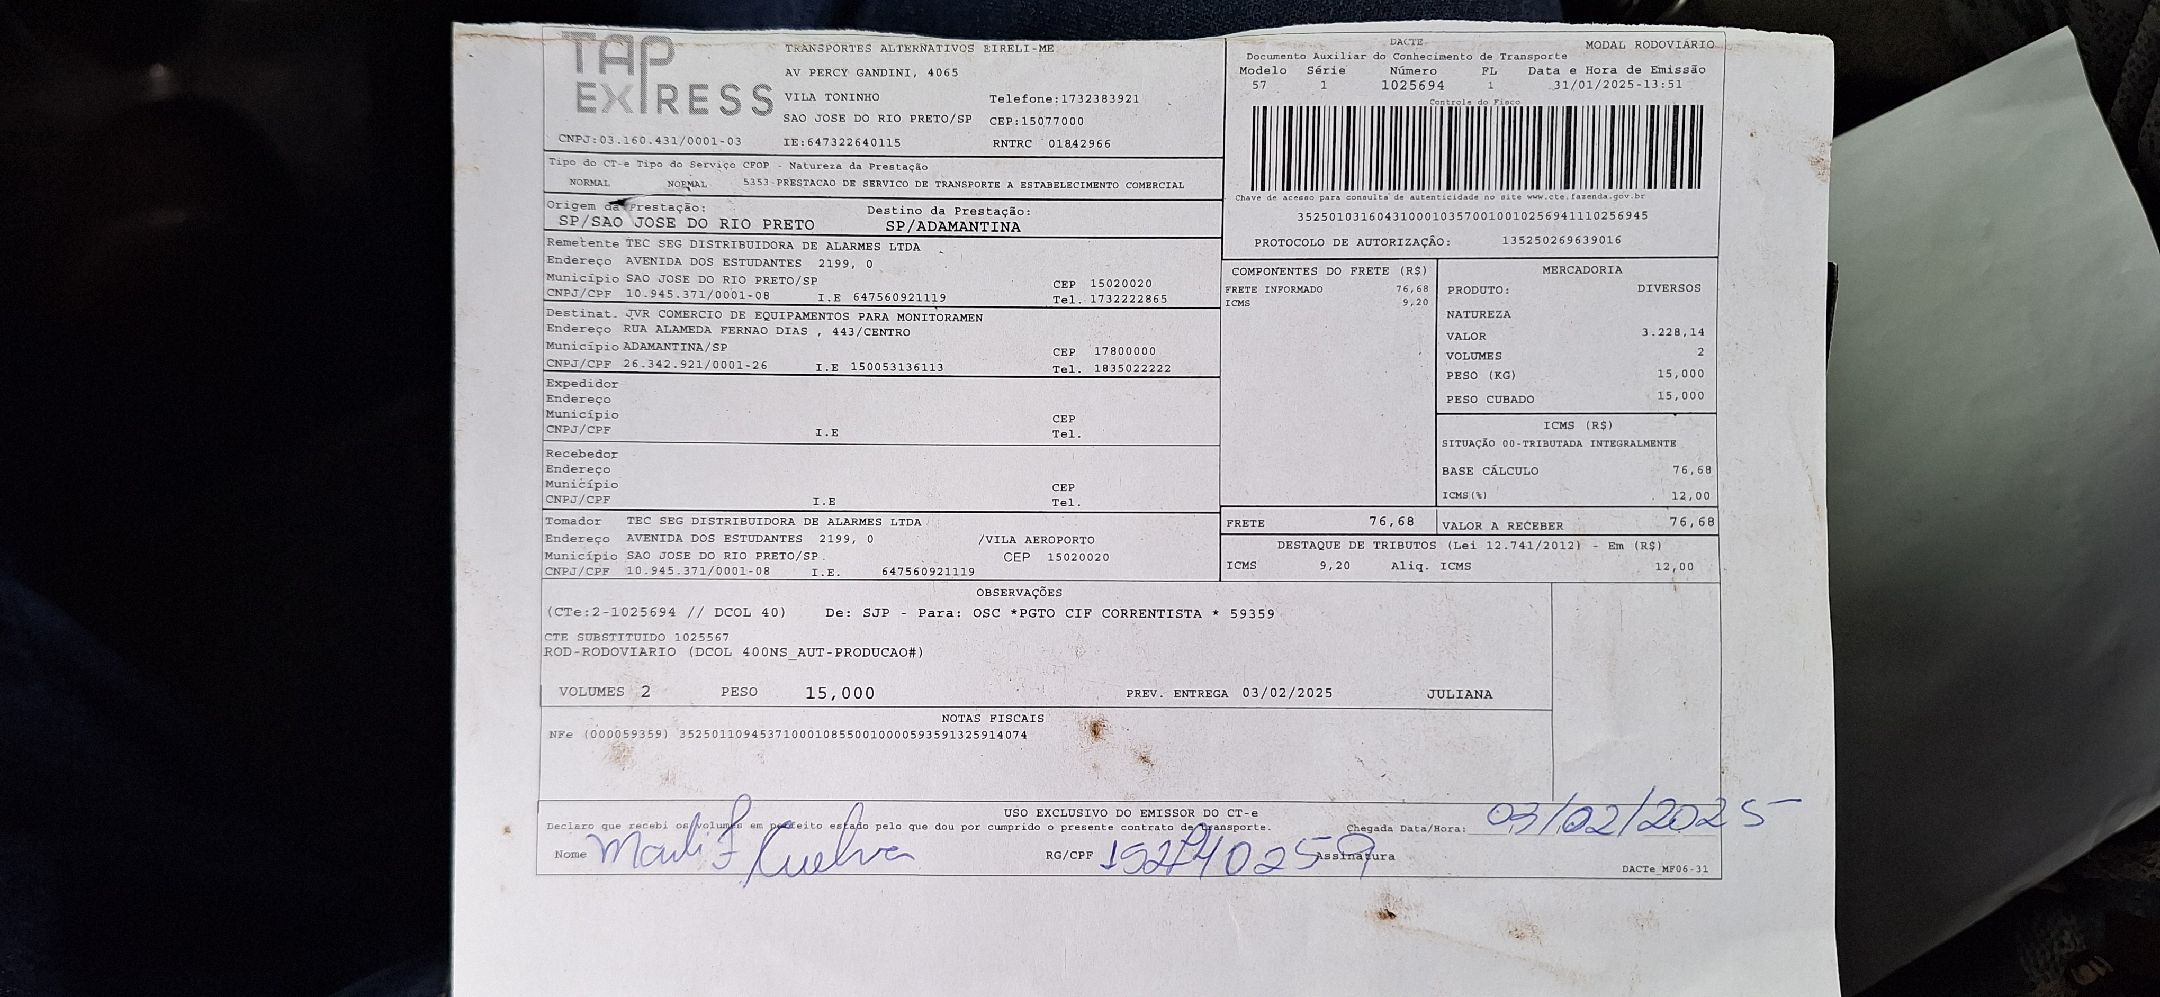 TAP EXPRESS
TRANSPORTES ALTERNATIVOS EIRELI-ME
AV PERCY GANDINI, 4065
VILA TONINHO Telefone:1732383921
SAO JOSE DO RIO PRETO/SP CEP:15077000
CNPJ:03.160.431/0001-03 IE:647322640115 RNTRC 01842966
DACTE MODAL RODOVIARIO
Documento Auxiliar do Conhecimento de Transporte
Modelo Série Número FL Data e Hora de Emissão
57 1 1025694 1 31/01/2025-13:51
Controle do Fisco
Chave de acesso para consulta de autenticidade no site www.cte.fazenda.gov.br
35250103160431000103570010010256941110256945
PROTOCOLO DE AUTORIZAÇÃO: 135250269639016
Tipo do CT-e Tipo do Serviço CFOP - Natureza da Prestação
NORMAL NORMAL 5353-PRESTACAO DE SERVICO DE TRANSPORTE A ESTABELECIMENTO COMERCIAL
Origem da Prestação: Destino da Prestação:
SP/SAO JOSE DO RIO PRETO SP/ADAMANTINA
Remetente TEC SEG DISTRIBUIDORA DE ALARMES LTDA
Endereço AVENIDA DOS ESTUDANTES 2199, 0
Município SAO JOSE DO RIO PRETO/SP CEP 15020020
CNPJ/CPF 10.945.371/0001-08 I.E 647560921119 Tel. 1732222865
Destinat. JVR COMERCIO DE EQUIPAMENTOS PARA MONITORAMEN
Endereço RUA ALAMEDA FERNAO DIAS , 443/CENTRO
Município ADAMANTINA/SP CEP 17800000
CNPJ/CPF 26.342.921/0001-26 I.E 150053136113 Tel. 1835022222
Expedidor
Endereço
Município CEP
CNPJ/CPF I.E Tel.
Recebedor
Endereço
Município CEP
CNPJ/CPF I.E Tel.
Tomador TEC SEG DISTRIBUIDORA DE ALARMES LTDA
Endereço AVENIDA DOS ESTUDANTES 2199, 0 /VILA AEROPORTO
Município SAO JOSE DO RIO PRETO/SP CEP 15020020
CNPJ/CPF 10.945.371/0001-08 I.E. 647560921119
COMPONENTES DO FRETE (R$)
FRETE INFORMADO 76,68
ICMS 9,20
MERCADORIA
PRODUTO: DIVERSOS
NATUREZA
VALOR 3.228,14
VOLUMES 2
PESO (KG) 15,000
PESO CUBADO 15,000
ICMS (R$)
SITUAÇÃO 00-TRIBUTADA INTEGRALMENTE
BASE CÁLCULO 76,68
ICMS(%) 12,00
FRETE 76,68 VALOR A RECEBER 76,68
DESTAQUE DE TRIBUTOS (Lei 12.741/2012) - Em (R$)
ICMS 9,20 Aliq. ICMS 12,00
OBSERVAÇÕES
(CTe:2-1025694 // DCOL 40) De: SJP - Para: OSC *PGTO CIF CORRENTISTA * 59359
CTE SUBSTITUIDO 1025567
ROD-RODOVIARIO (DCOL 400NS_AUT-PRODUCAO#)
VOLUMES 2 PESO 15,000 PREV. ENTREGA 03/02/2025 JULIANA
NOTAS FISCAIS
NFe (000059359) 35250110945371000108550010000593591325914074
USO EXCLUSIVO DO EMISSOR DO CT-e
Declaro que recebi os volumes em perfeito estado pelo que dou por cumprido o presente contrato de transporte. Chegada Data/Hora: 03/02/2025
Nome RG/CPF Assinatura
DACTe_MF06-31